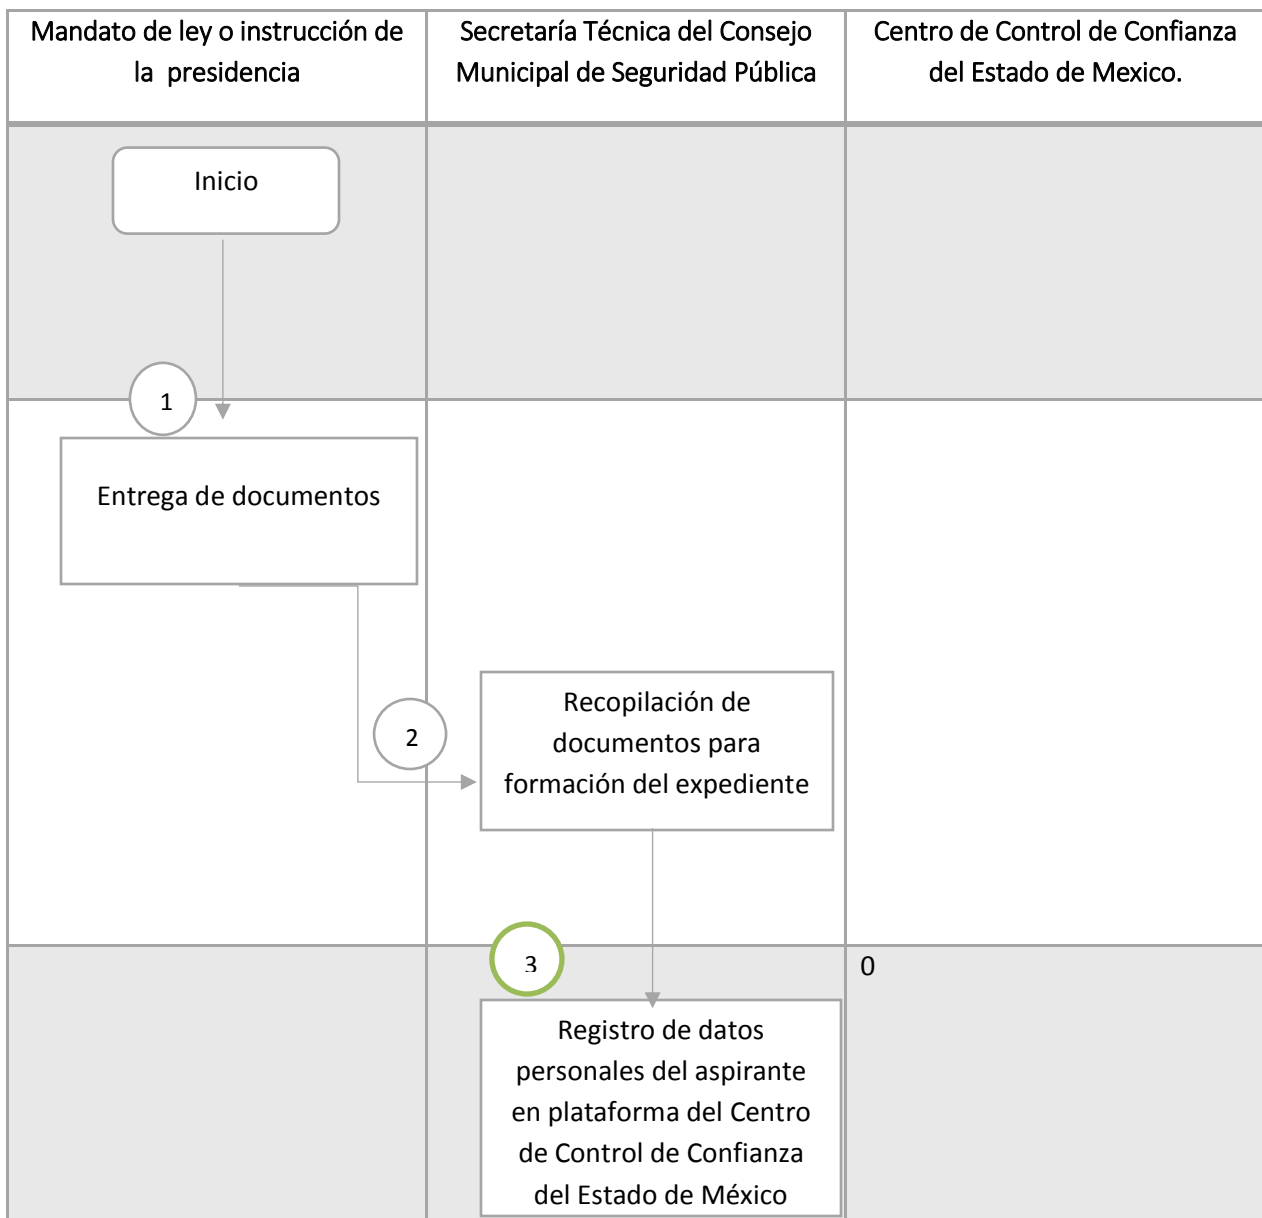 Mandato de ley o instrucción de
la presidencia
Secretaría Técnica del Consejo
Municipal de Seguridad Pública
Centro de Control de Confianza
del Estado de Mexico.
Inicio
1
Entrega de documentos
2
Recopilación de
documentos para
formación del expediente
3
0
Registro de datos
personales del aspirante
en plataforma del Centro
de Control de Confianza
del Estado de México